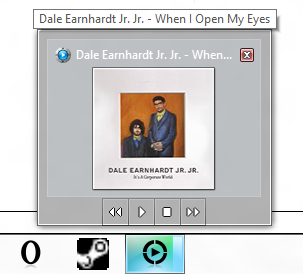 Dale Earnhardt Jr. Jr. - When I Open My Eyes
Dale Earnhardt Jr. Jr. - When...
DALE EARNHARDT JR. JR.
It's A Corporate World
O